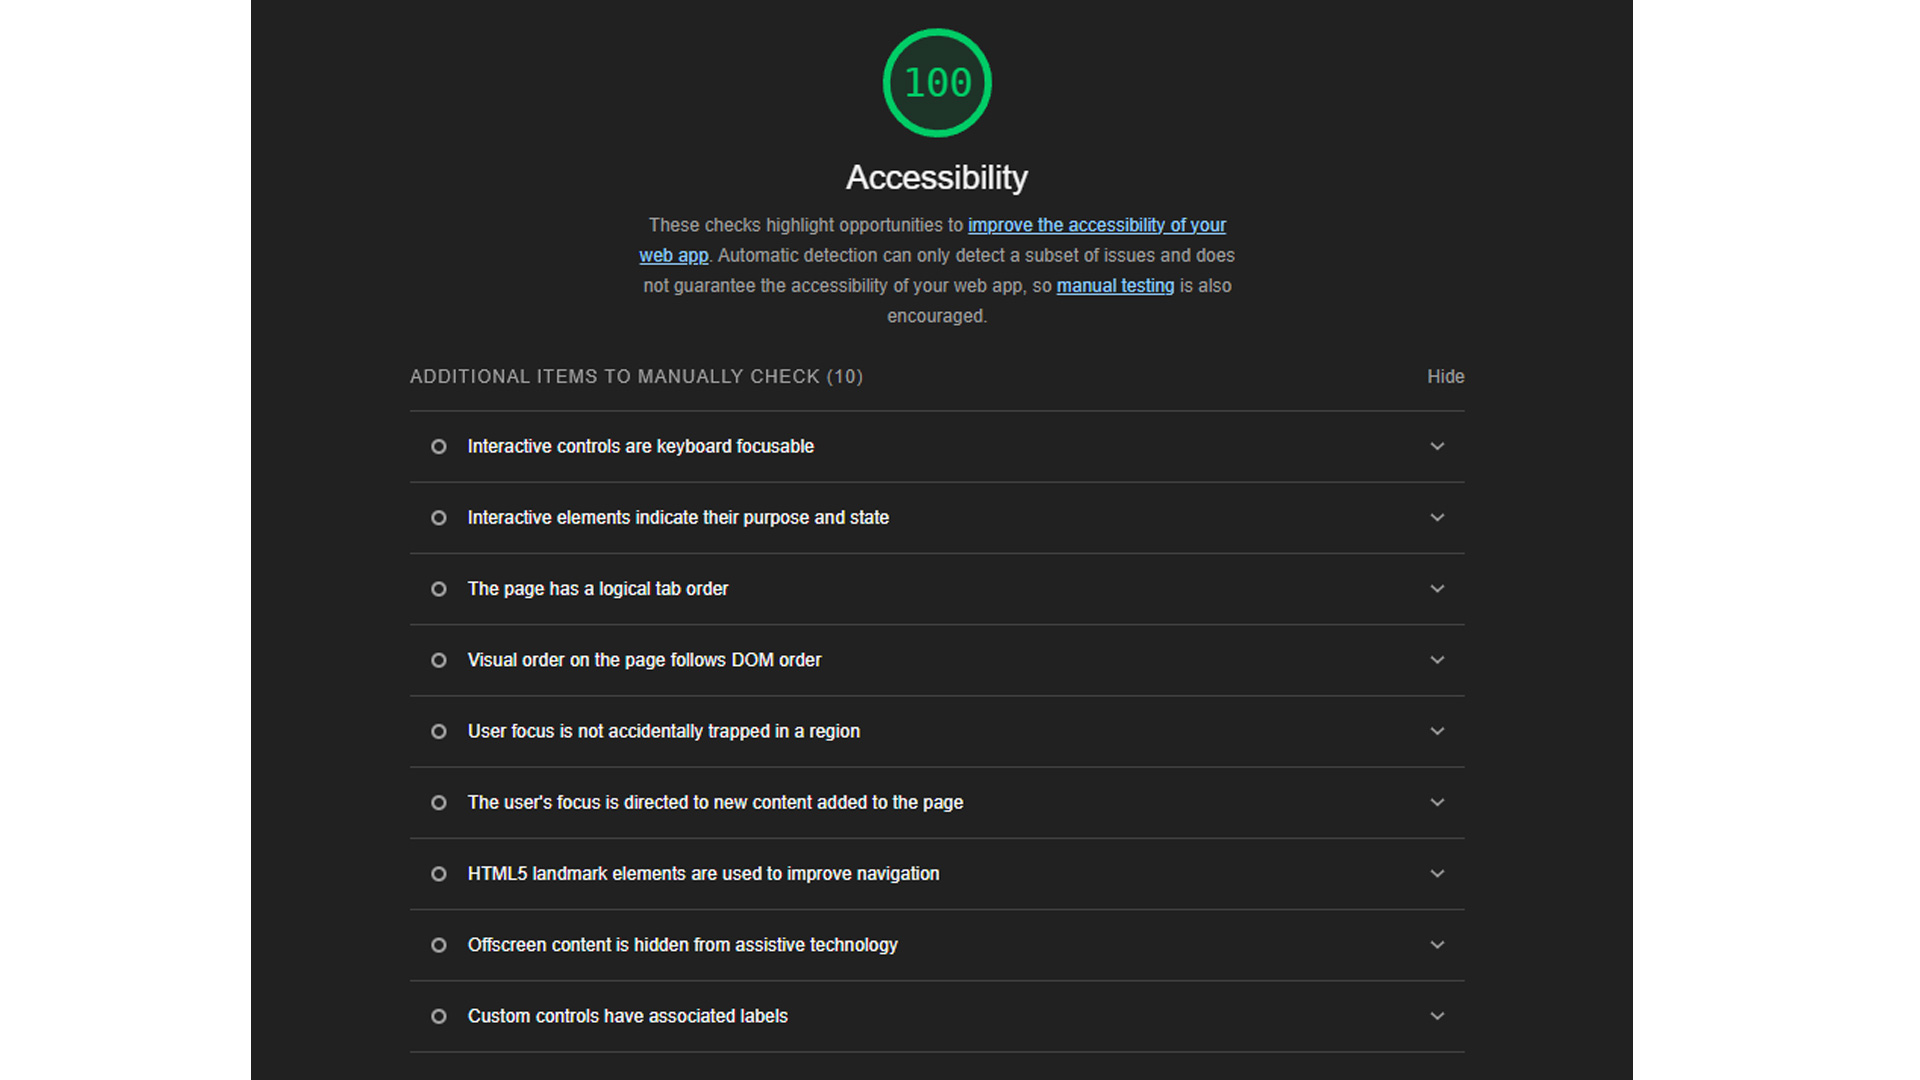 100
Accessibility
These checks highlight opportunities to improve the accessibility of your
web app. Automatic detection can only detect a subset of issues and does
not guarantee the accessibility of your web app, so manual testing is also
encouraged.
ADDITIONAL ITEMS TO MANUALLY CHECK (10) Hide
Interactive controls are keyboard focusable
Interactive elements indicate their purpose and state
The page has a logical tab order
Visual order on the page follows DOM order
User focus is not accidentally trapped in a region
The user's focus is directed to new content added to the page
HTML5 landmark elements are used to improve navigation
Offscreen content is hidden from assistive technology
Custom controls have associated labels